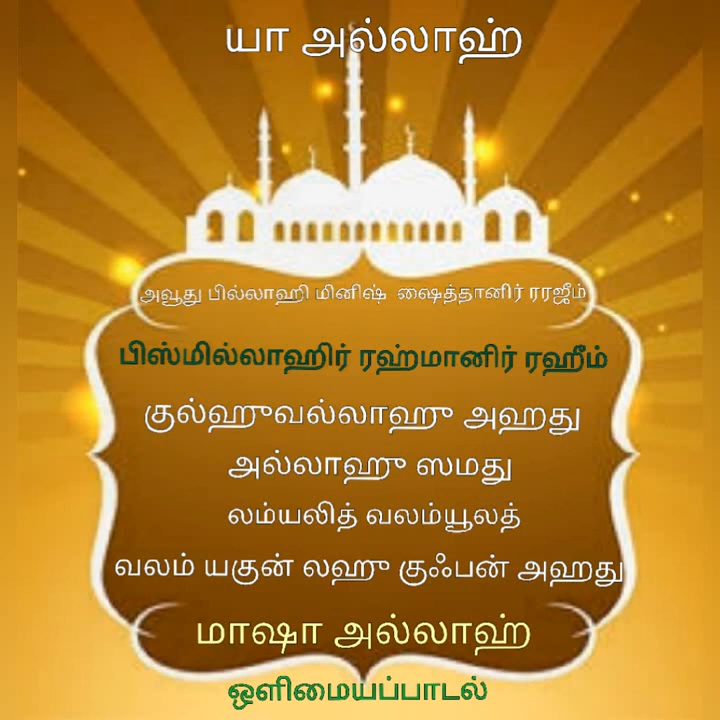 யா அல்லாஹ்
அவூது பில்லாஹி மினிஷ் ஷைத்தானிர் ரரஜீம்
பிஸ்மில்லாஹிர் ரஹ்மானிர் ரஹீம்
குல்ஹுவல்லாஹு அஹது
அல்லாஹு ஸமது
லம்யலித் வலம்யூலத்
வலம் யகுன் லஹு குஃபன் அஹது
மாஷா அல்லாஹ்
ஒளிமையப்பாடல்